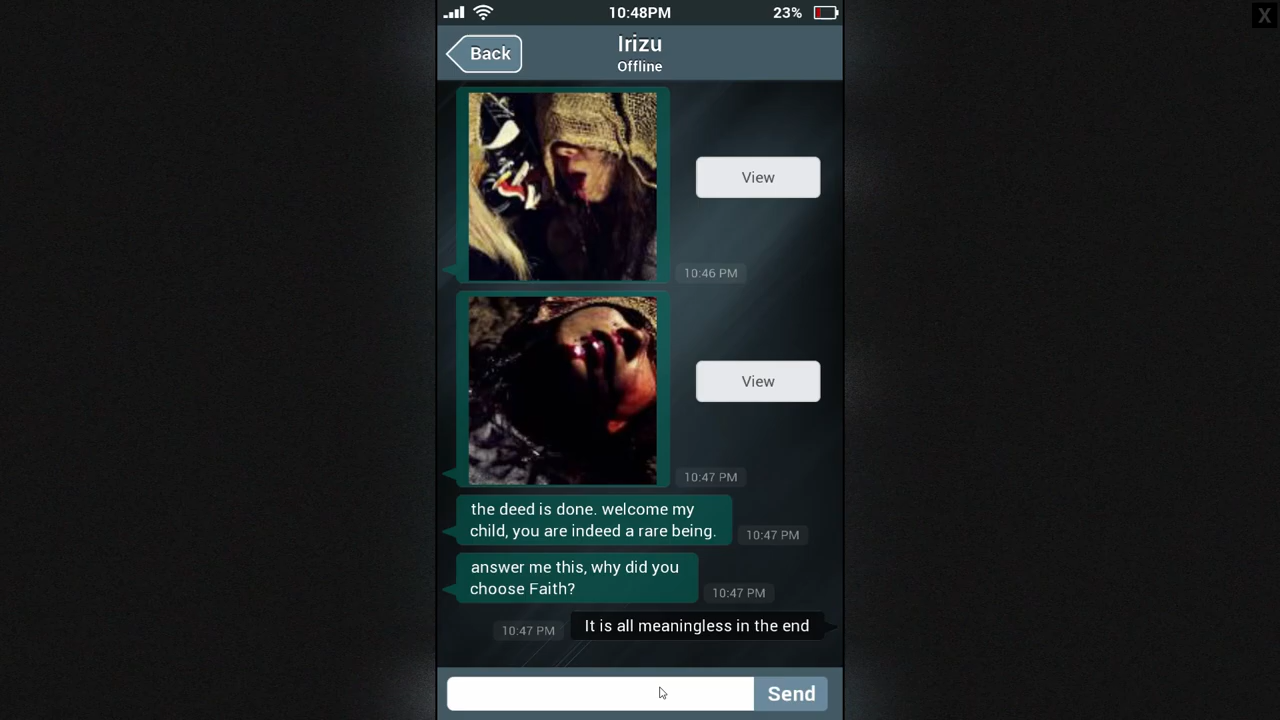 10:48PM
23%
X
Back
Irizu
Offline
View
10:46 PM
View
10:47 PM
the deed is done. welcome my
child, you are indeed a rare being.
10:47 PM
answer me this, why did you
choose Faith?
10:47 PM
10:47 PM
It is all meaningless in the end
Send